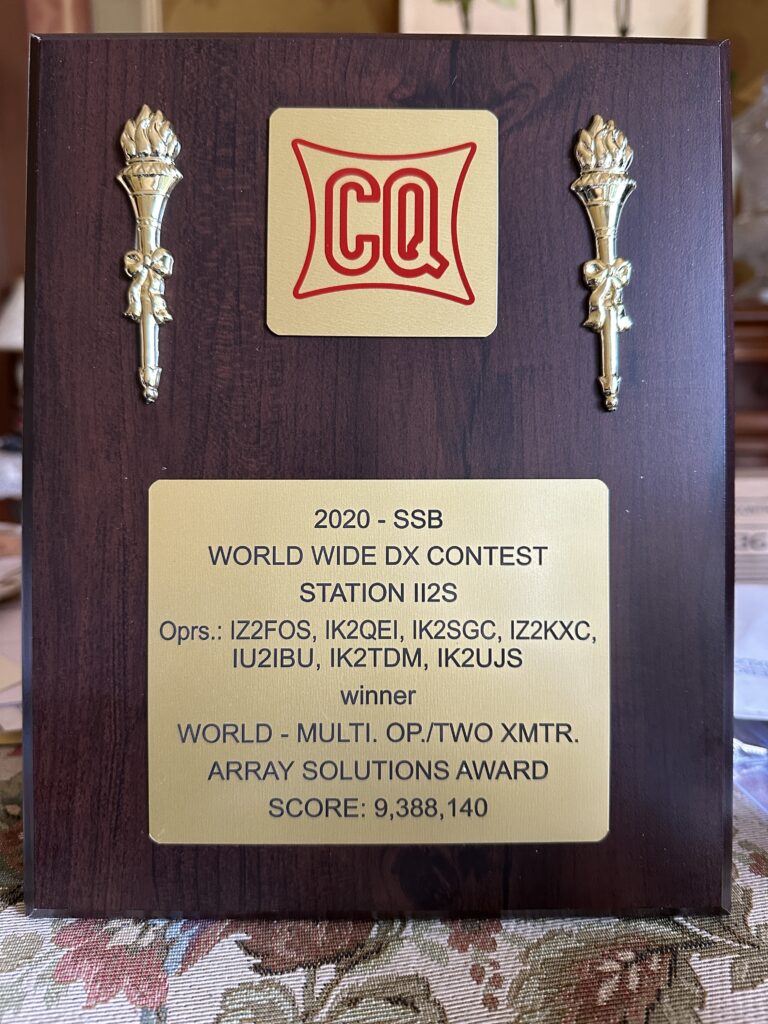 CQ
2020 - SSB
WORLD WIDE DX CONTEST
STATION II2S
Oprs.: IZ2FOS, IK2QEI, IK2SGC, IZ2KXC,
IU2IBU, IK2TDM, IK2UJS
winner
WORLD - MULTI. OP./TWO XMTR.
ARRAY SOLUTIONS AWARD
SCORE: 9,388,140